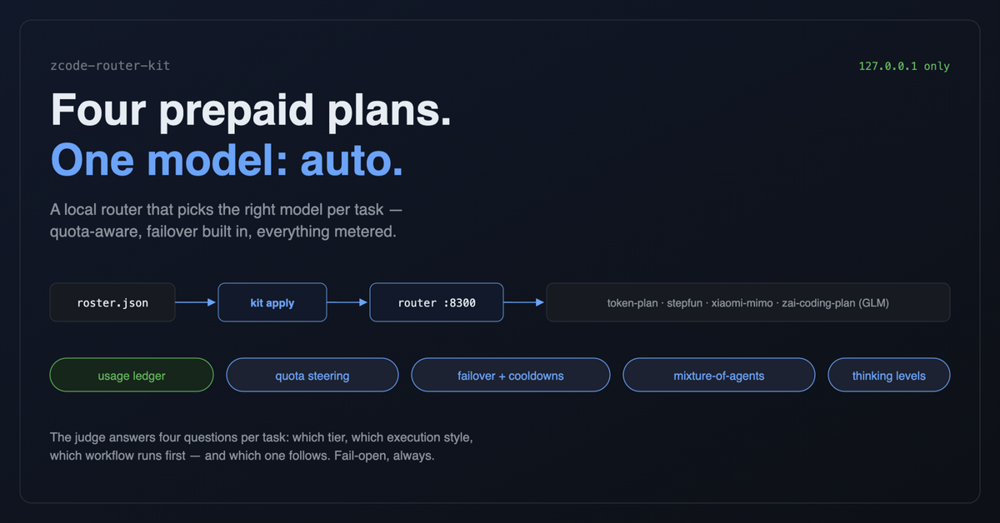 zcode-router-kit
127.0.0.1 only
Four prepaid plans.
One model: auto.
A local router that picks the right model per task —
quota-aware, failover built in, everything metered.
roster.json
kit apply
router :8300
token-plan · stepfun · xiaomi-mimo · zai-coding-plan (GLM)
usage ledger
quota steering
failover + cooldowns
mixture-of-agents
thinking levels
The judge answers four questions per task: which tier, which execution style,
which workflow runs first — and which one follows. Fail-open, always.